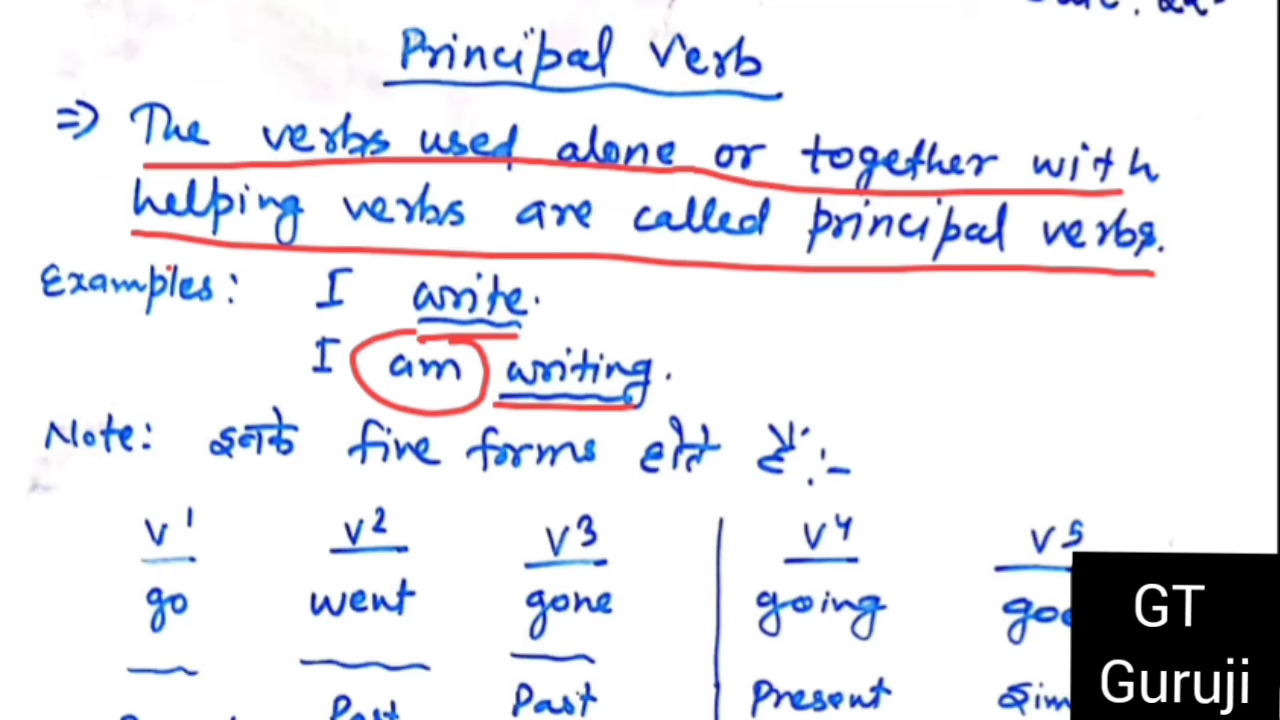 Principal Verb
=> The verbs used alone or together with
helping verbs are called principal verbs.
Examples: I write.
I am writing.
Note: इनके five forms होते हैं:-
V1 V2 V3 V4 V5
go went gone going
Past Past Present
GT
Guruji